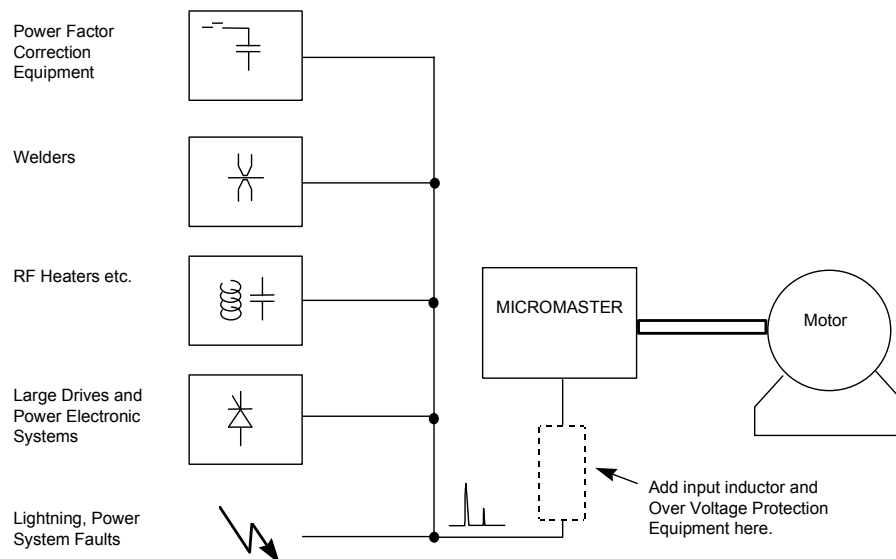 Power Factor
Correction
Equipment
Welders
RF Heaters etc.
Large Drives and
Power Electronic
Systems
Lightning, Power
System Faults
MICROMASTER
Motor
Add input inductor and
Over Voltage Protection
Equipment here.